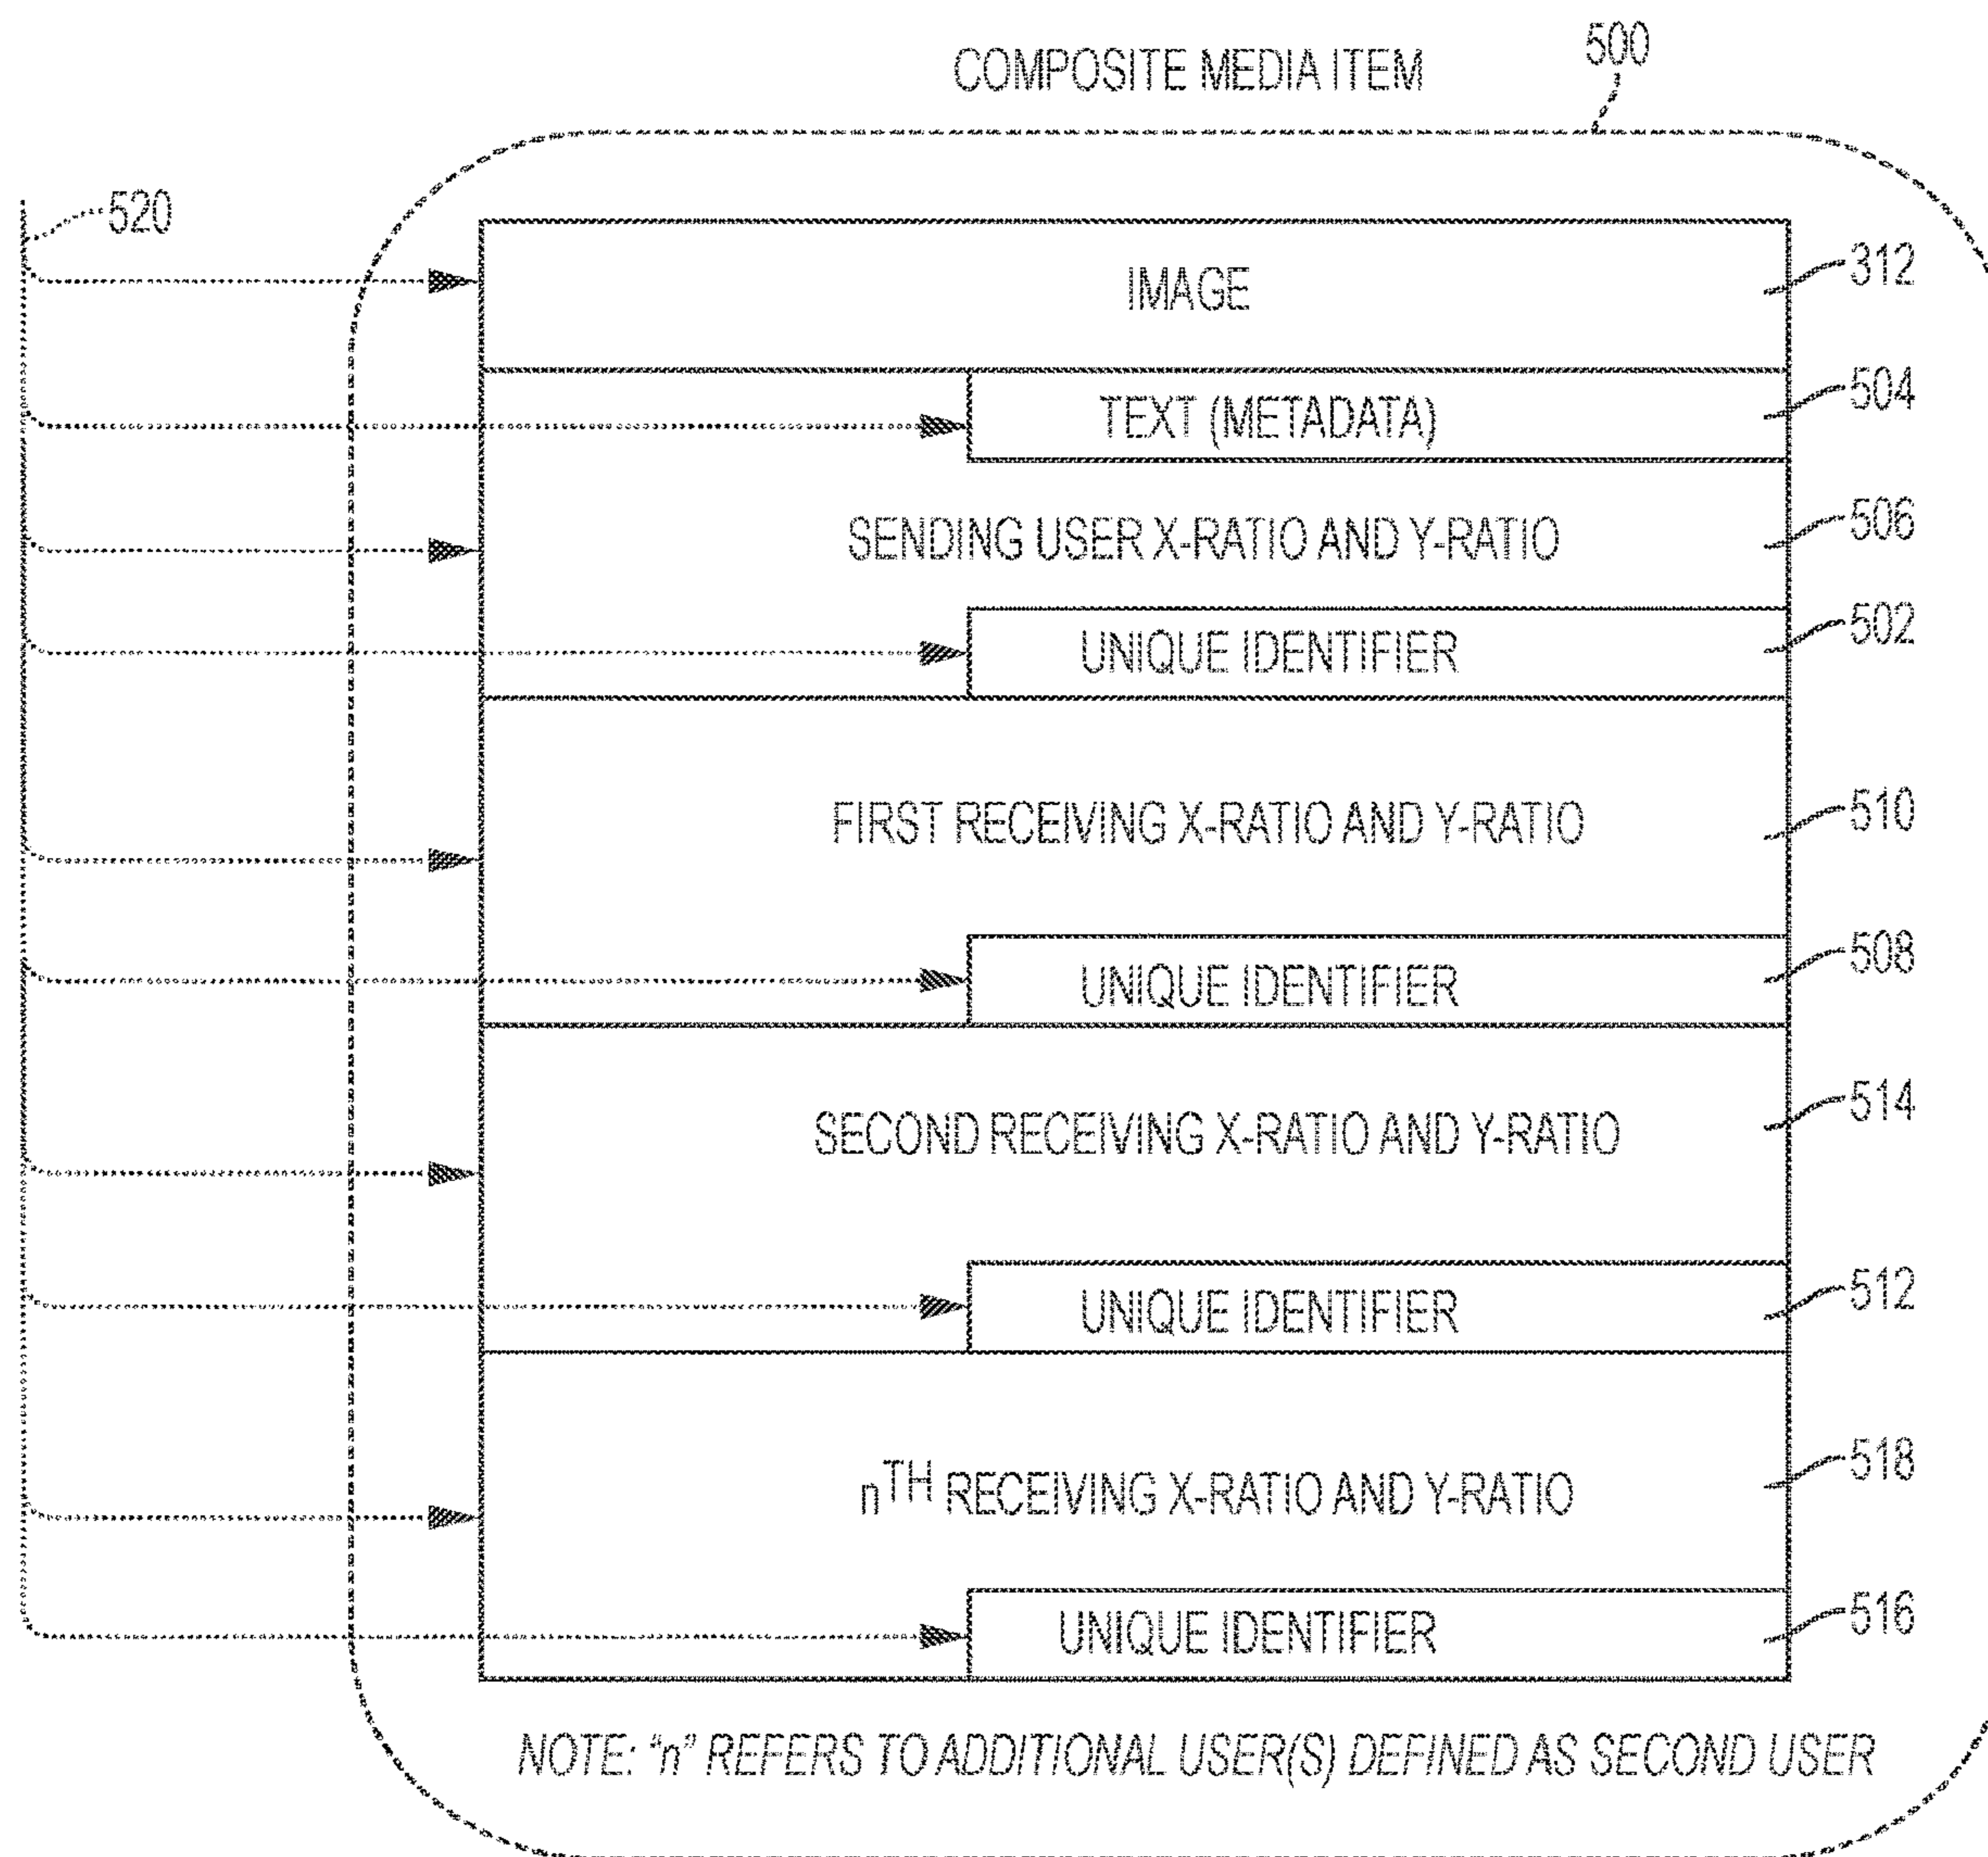 COMPOSITE MEDIA ITEM
500
520
IMAGE
312
TEXT (METADATA)
504
SENDING USER X-RATIO AND Y-RATIO
506
UNIQUE IDENTIFIER
502
FIRST RECEIVING X-RATIO AND Y-RATIO
510
UNIQUE IDENTIFIER
508
SECOND RECEIVING X-RATIO AND Y-RATIO
514
UNIQUE IDENTIFIER
512
nTH RECEIVING X-RATIO AND Y-RATIO
518
UNIQUE IDENTIFIER
516
NOTE: "n" REFERS TO ADDITIONAL USER(S) DEFINED AS SECOND USER